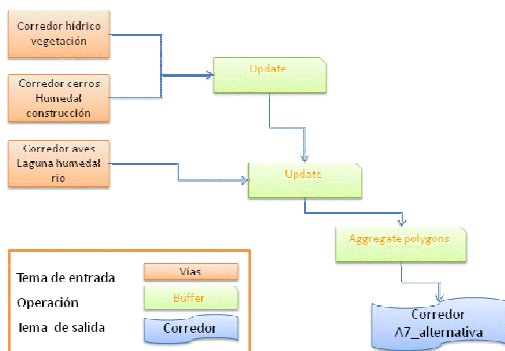 Corredor hídrico
vegetación
Corredor cerros
Humedal
construcción
Corredor aves
Laguna humedal
rio
Update
Update
Aggregate polygons
Corredor
A7_alternativa
Tema de entrada
Vías
Operación
Buffer
Tema de salida
Corredor